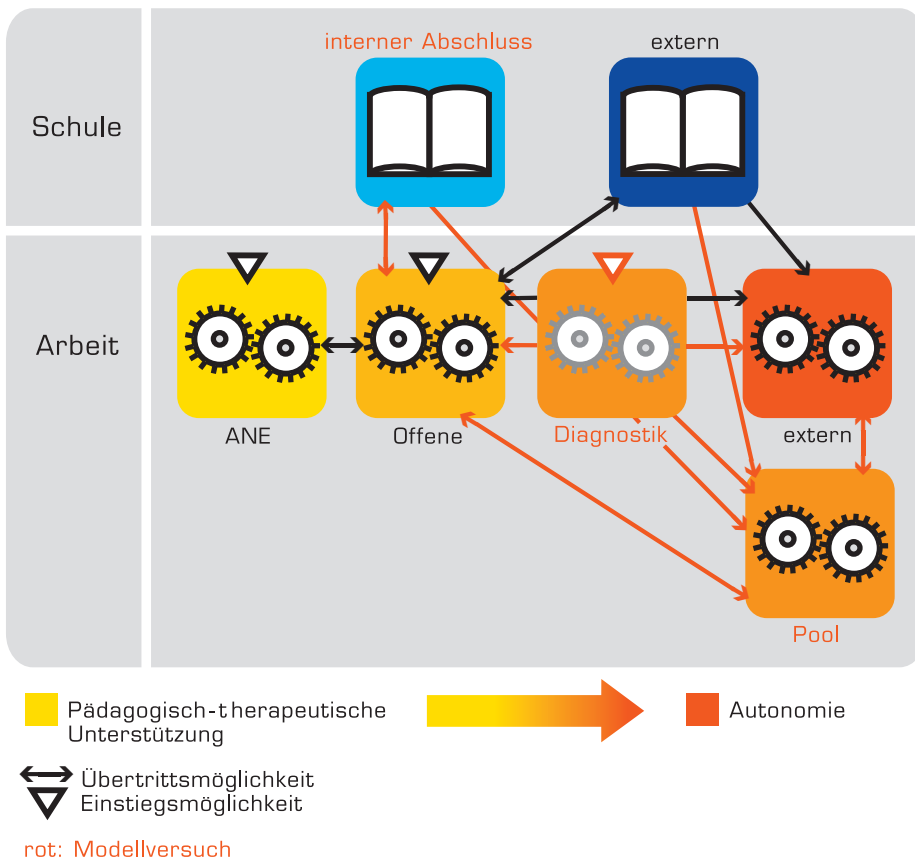 interner Abschluss
extern
Schule
Arbeit
ANE
Offene
Diagnostik
extern
Pool
Pädagogisch-therapeutische
Unterstützung
Autonomie
Übertrittsmöglichkeit
Einstiegsmöglichkeit
rot: Modellversuch